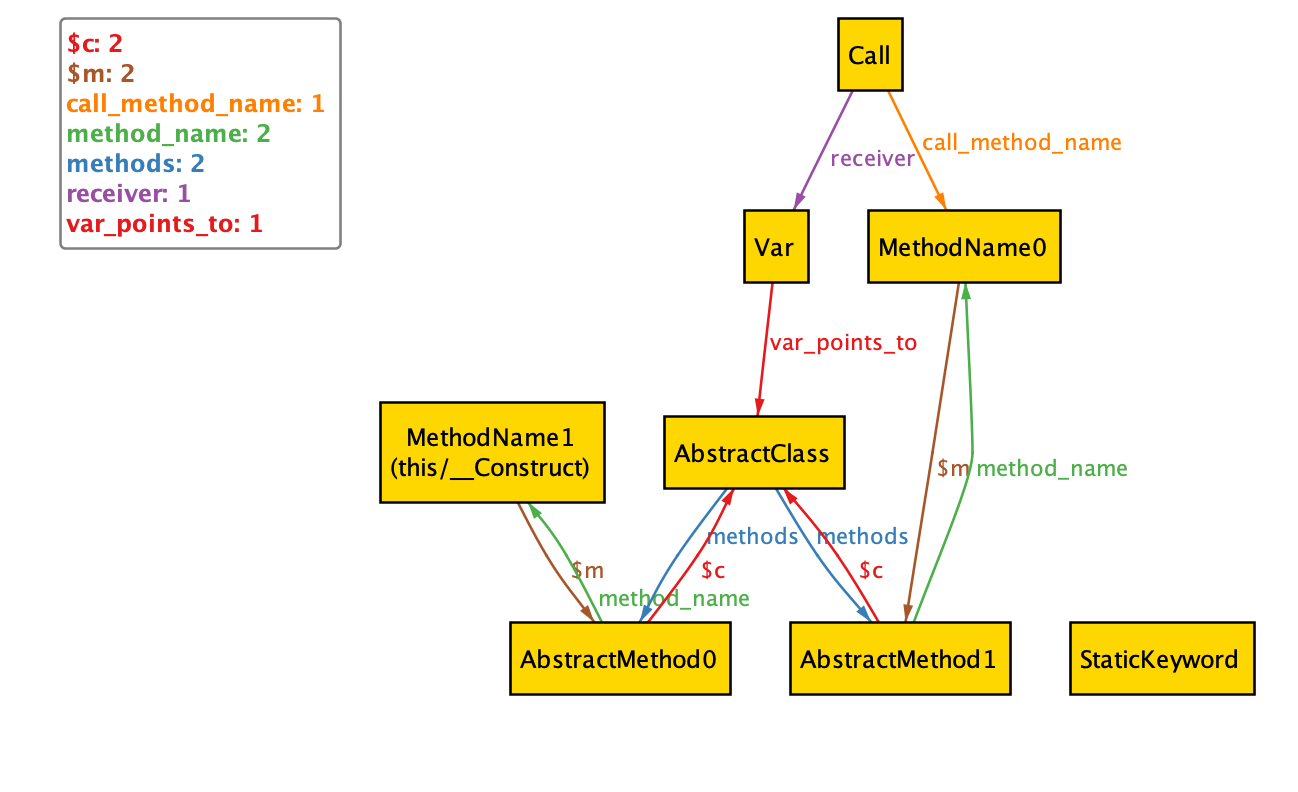 $c: 2
$m: 2
call_method_name: 1
method_name: 2
methods: 2
receiver: 1
var_points_to: 1
Call
call_method_name
receiver
Var
MethodName0
var_points_to
MethodName1
(this/__Construct)
AbstractClass
$m
method_name
methods
methods
$m
$c
$c
method_name
AbstractMethod0
AbstractMethod1
StaticKeyword